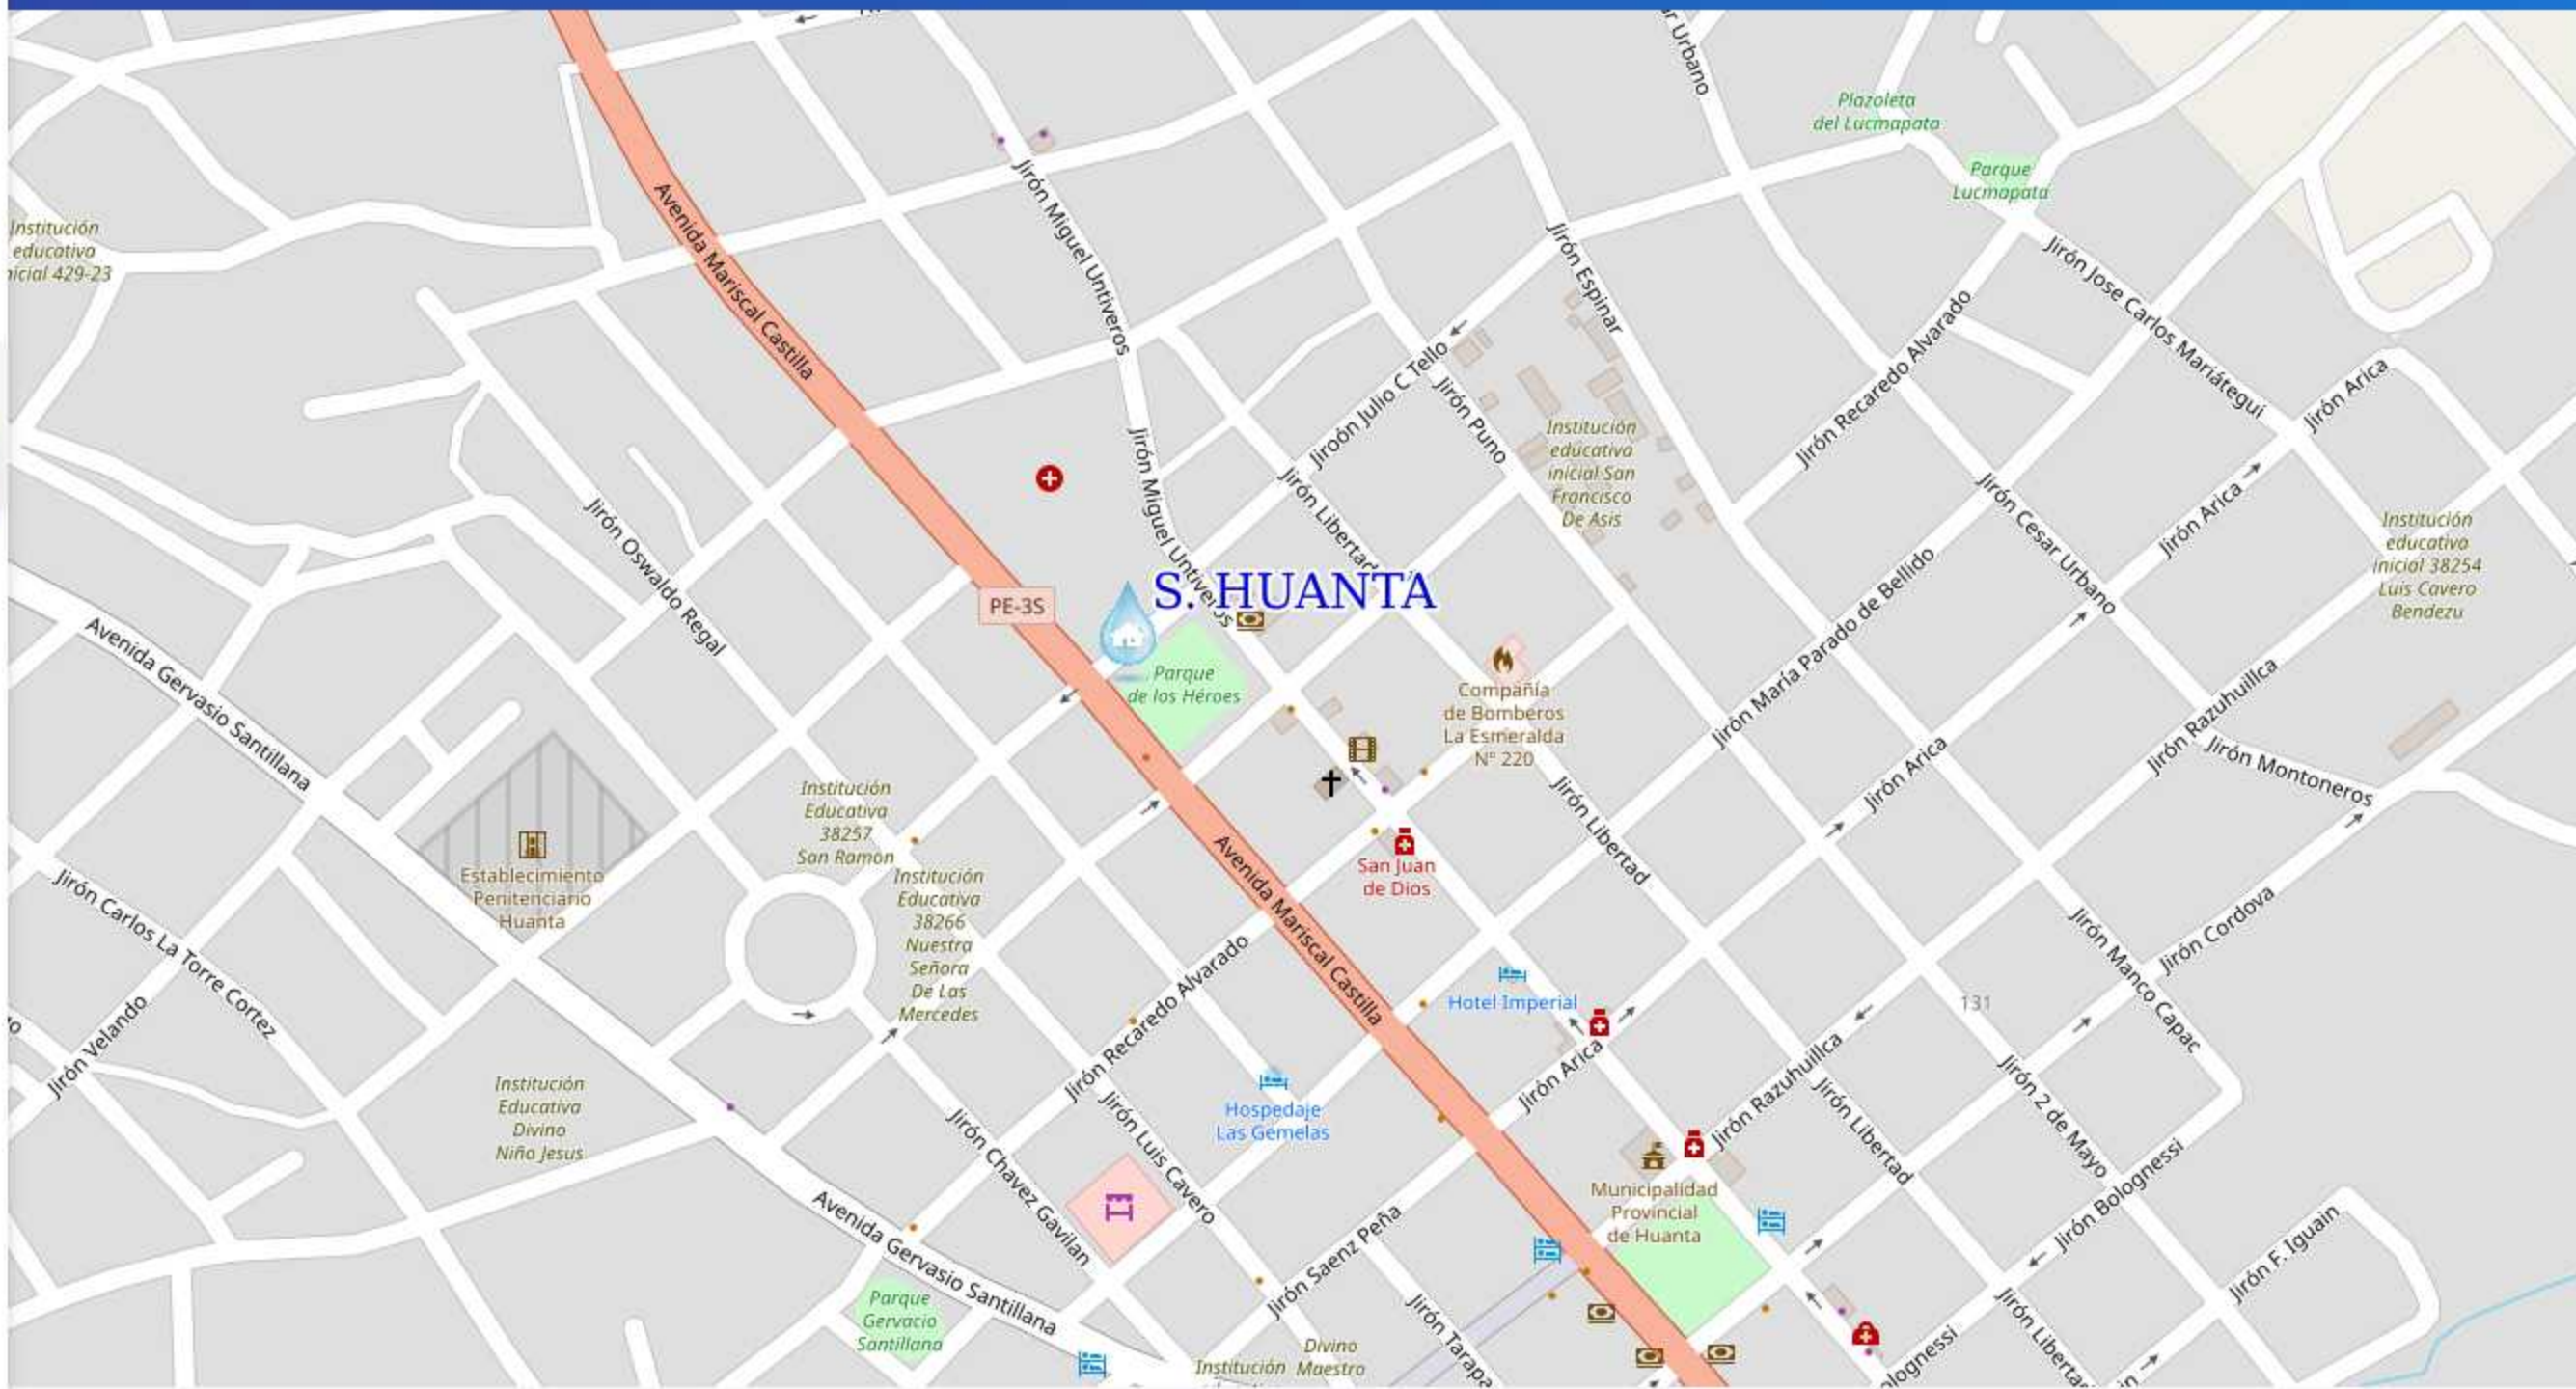 r Urbano
Plazoleta
del Lucmapata
Parque
Lucmapata
Jirón Miguel Untiveros
Avenida Mariscal Castilla
Institución
educativa
nicial 429-23
Jirón Espinar
Jirón Jose Carlos Mariátegui
Jirón Recaredo Alvarado
Jiroón Julio C Tello
Jirón Puno
Jirón Arica
Institución
educativa
inicial San
Francisco
De Asis
Jirón Miguel Untiveros
Jirón Libertad
Jirón Oswaldo Regal
Jirón Cesar Urbano
Jirón Arica
Institución
educativa
inicial 38254
Luis Cavero
Bendezu
S. HUANTA
PE-3S
Jirón María Parado de Bellido
Avenida Gervasio Santillana
Parque
de los Héroes
Compañía
de Bomberos
La Esmeralda
N° 220
Jirón Razuhuillca
Jirón Montoneros
Jirón Arica
Institución
Educativa
38257
San Ramon
Jirón Libertad
Establecimiento
Penitenciario
Huanta
San Juan
de Dios
Avenida Mariscal Castilla
Institución
Educativa
38266
Nuestra
Señora
De Las
Mercedes
Jirón Carlos La Torre Cortez
Jirón Recaredo Alvarado
Jirón Manco Capac
Jirón Cordova
Hotel Imperial
131
Jirón Velando
Jirón Arica
Jirón Razuhuillca
Jirón 2 de Mayo
Institución
Educativa
Divino
Niño Jesus
Hospedaje
Las Gemelas
Jirón Chavez Gavilan
Jirón Luis Cavero
Jirón Libertad
Jirón Bolognessi
Municipalidad
Provincial
de Huanta
Avenida Gervasio Santillana
Jirón Saenz Peña
Jirón F. Iguain
Parque
Gervacio
Santillana
Jirón Tarapa
Jirón Liberta
Divino
Maestro
Institución
olognessi